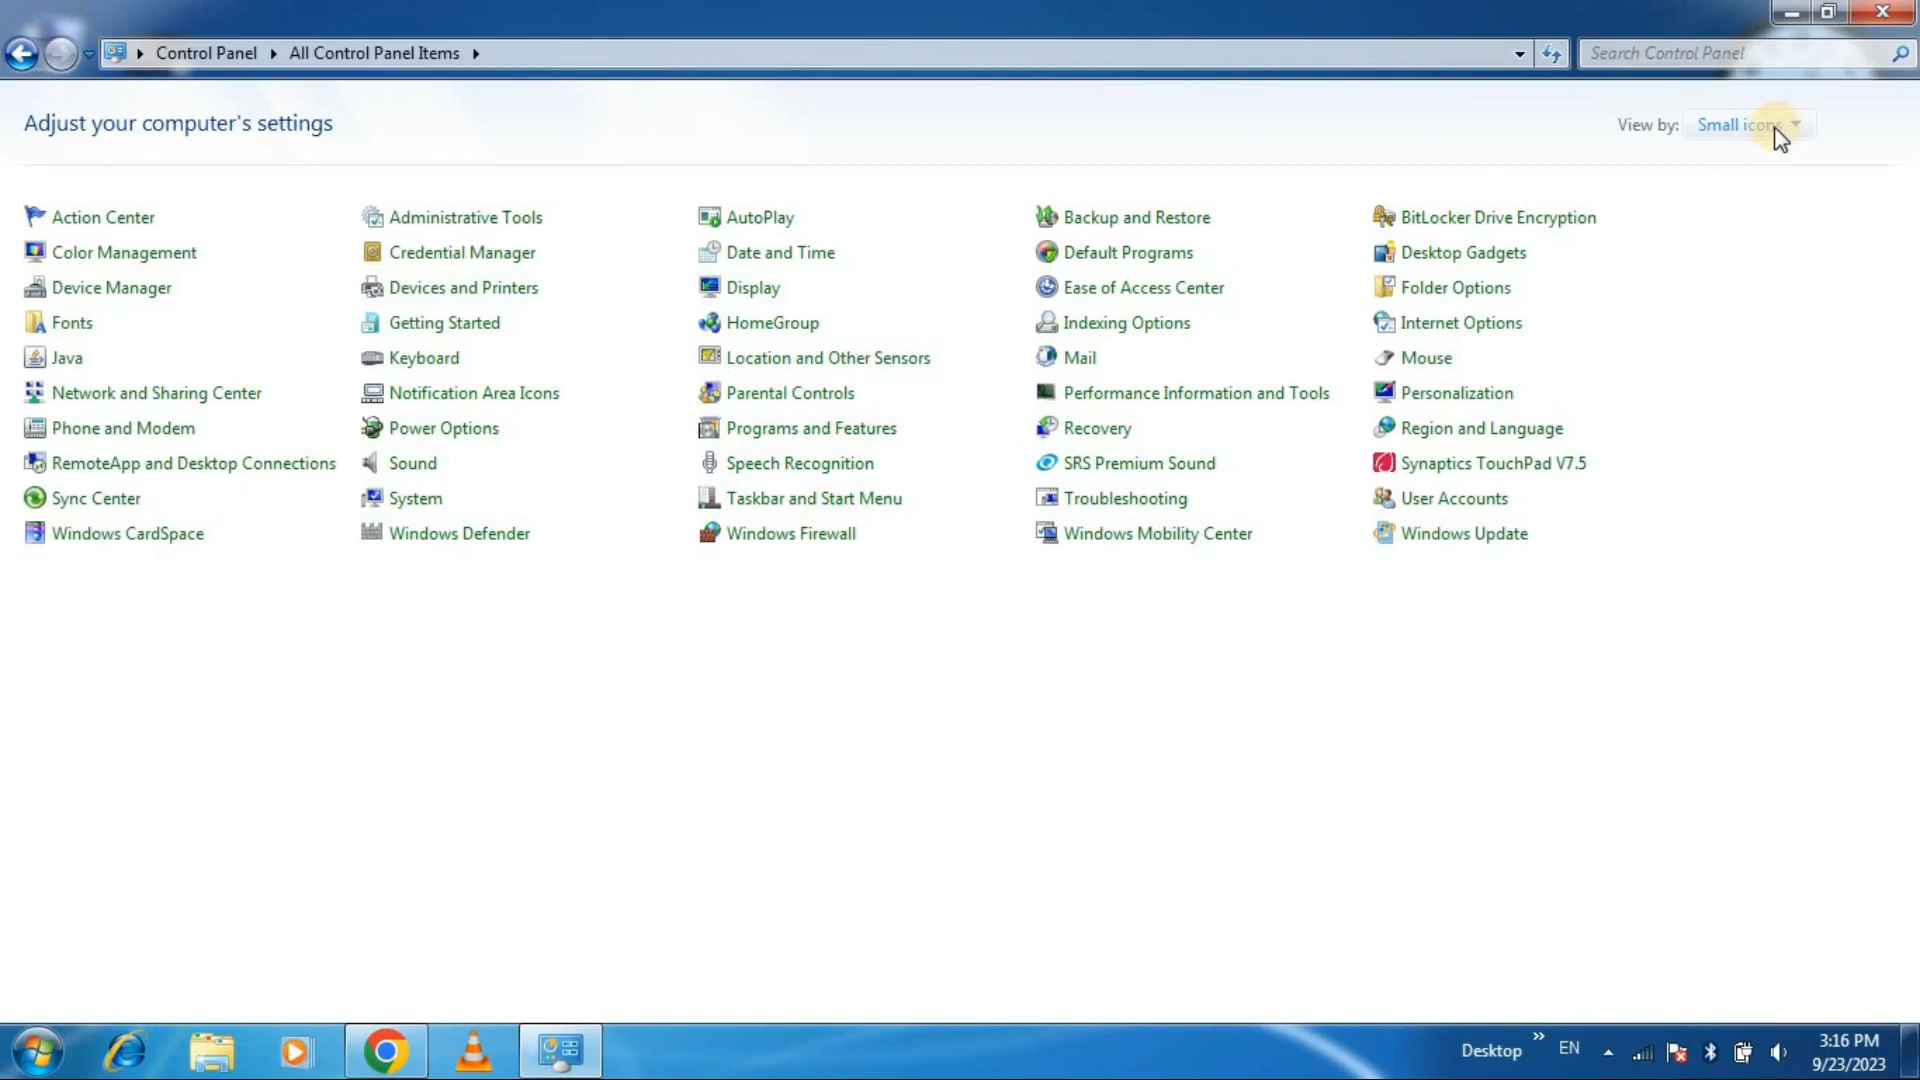 Control Panel All Control Panel Items
Search Control Panel
Adjust your computer's settings
View by: Small icons
Action Center Administrative Tools AutoPlay Backup and Restore BitLocker Drive Encryption
Color Management Credential Manager Date and Time Default Programs Desktop Gadgets
Device Manager Devices and Printers Display Ease of Access Center Folder Options
Fonts Getting Started HomeGroup Indexing Options Internet Options
Java Keyboard Location and Other Sensors Mail Mouse
Network and Sharing Center Notification Area Icons Parental Controls Performance Information and Tools Personalization
Phone and Modem Power Options Programs and Features Recovery Region and Language
RemoteApp and Desktop Connections Sound Speech Recognition SRS Premium Sound Synaptics TouchPad V7.5
Sync Center System Taskbar and Start Menu Troubleshooting User Accounts
Windows CardSpace Windows Defender Windows Firewall Windows Mobility Center Windows Update
Desktop » EN 3:16 PM
9/23/2023